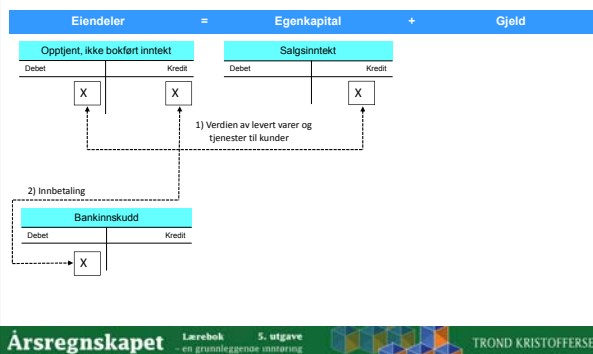 Eiendeler = Egenkapital + Gjeld
Opptjent, ikke bokført inntekt
Debet Kredit
X X
Salgsinntekt
Debet Kredit
X
1) Verdien av levert varer og
tjenester til kunder
2) Innbetaling
Bankinnskudd
Debet Kredit
X
Årsregnskapet
Lærebok 5. utgave
- en grunnleggende innføring
TROND KRISTOFFERSE